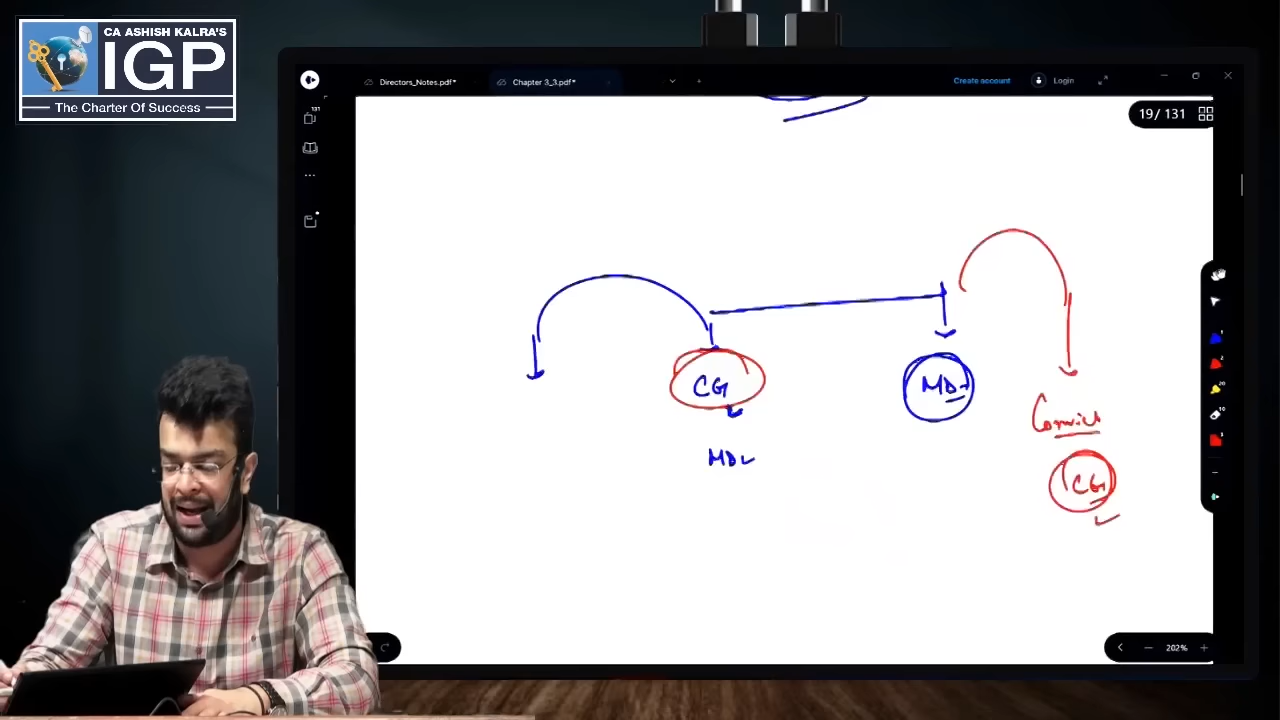 CA ASHISH KALRA'S
IGP
The Charter Of Success
Directors_Notes.pdf*
Chapter 3_3.pdf*
Create account
Login
131
19/ 131
CG
MD
MD
CG
202%